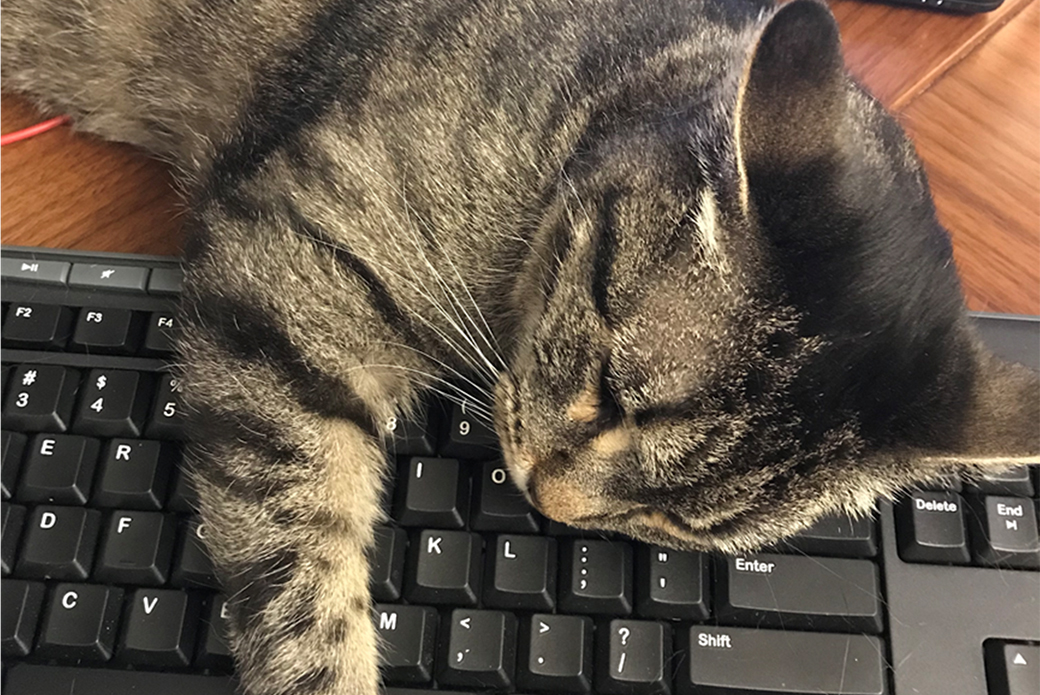 F2 F3 F4
# $ %
3 4 5 8 9
E R I O Delete End
D F K L : "
; '
Enter
C V M < > ? Shift
, . /